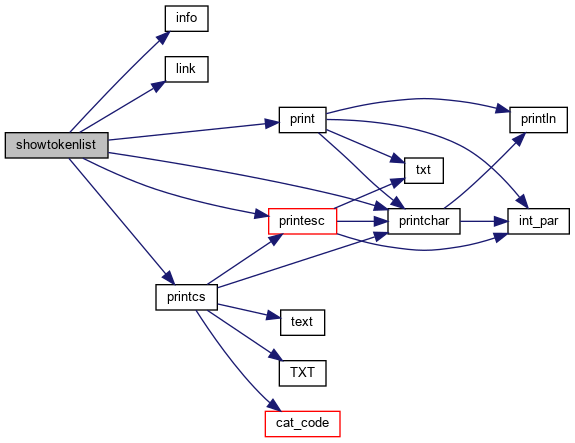 info
link
showtokenlist
print
println
txt
printesc
printchar
int_par
printcs
text
TXT
cat_code